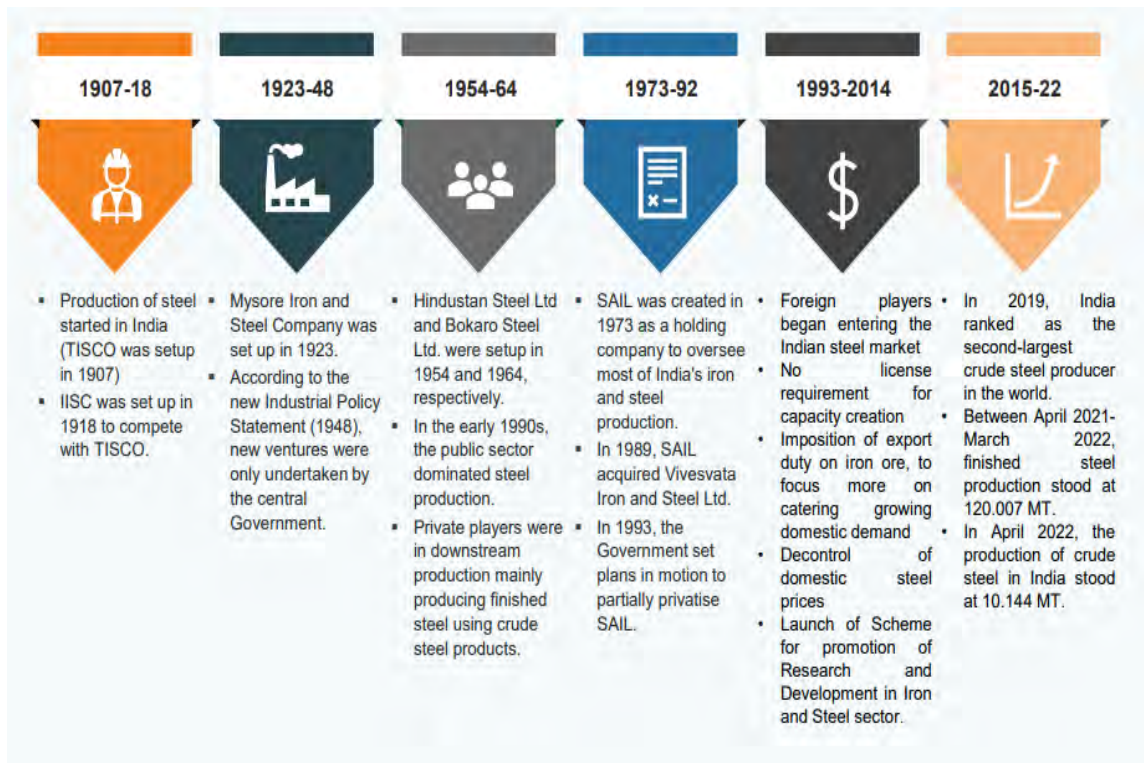 1907-18
Production of steel
started in India
(TISCO was setup
in 1907)
IISC was set up in
1918 to compete
with TISCO.
1923-48
Mysore Iron and
Steel Company was
set up in 1923.
According to the
new Industrial Policy
Statement (1948),
new ventures were
only undertaken by
the central
Government.
1954-64
Hindustan Steel Ltd
and Bokaro Steel
Ltd. were setup in
1954 and 1964,
respectively.
In the early 1990s,
the public sector
dominated steel
production.
Private players were
in downstream
production mainly
producing finished
steel using crude
steel products.
1973-92
SAIL was created in
1973 as a holding
company to oversee
most of India's iron
and steel
production.
In 1989, SAIL
acquired Vivesvata
Iron and Steel Ltd.
In 1993, the
Government set
plans in motion to
partially privatise
SAIL.
1993-2014
$
Foreign players
began entering the
Indian steel market
No license
requirement for
capacity creation
Imposition of export
duty on iron ore, to
focus more on
catering growing
domestic demand
Decontrol of
domestic steel
prices
Launch of Scheme
for promotion of
Research and
Development in Iron
and Steel sector.
2015-22
In 2019, India
ranked as the
second-largest
crude steel producer
in the world.
Between April 2021-
March 2022,
finished steel
production stood at
120.007 MT.
In April 2022, the
production of crude
steel in India stood
at 10.144 MT.